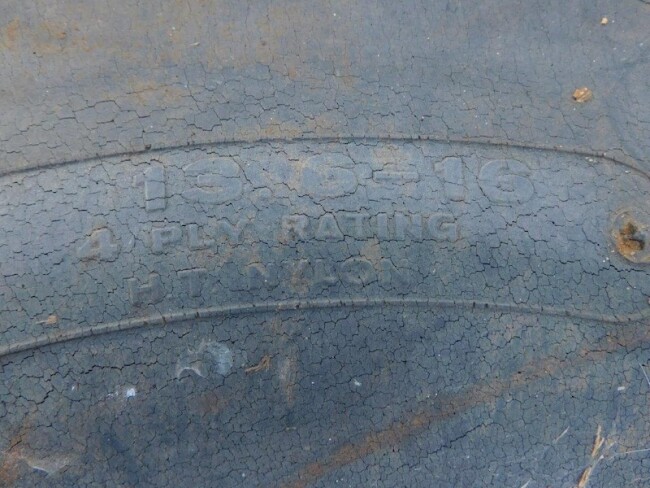 13.6-16
4 PLY RATING
H T NYLON